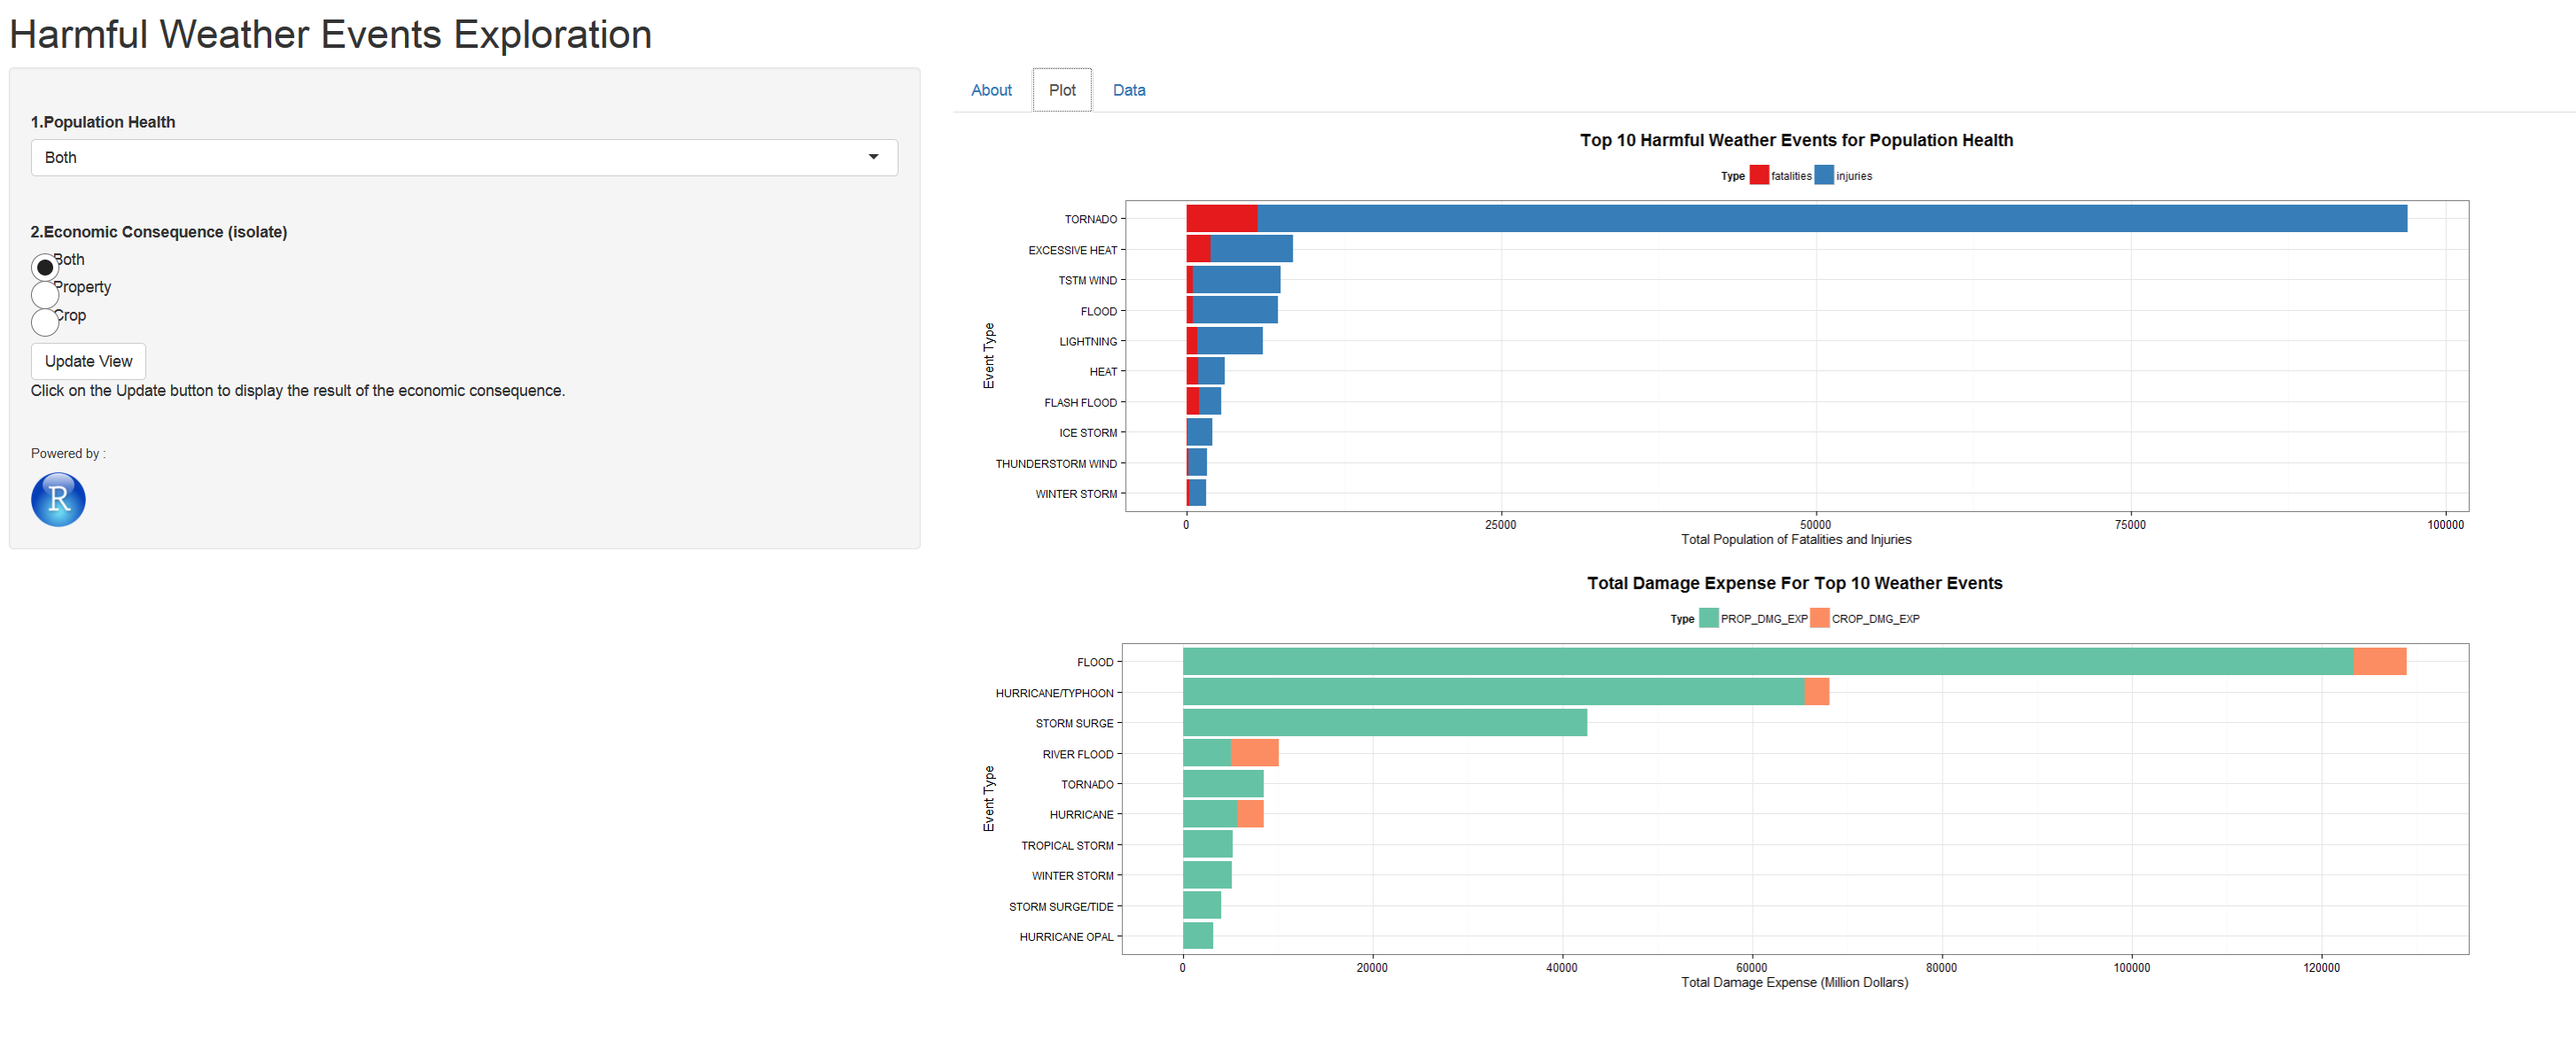 Harmful Weather Events Exploration
1.Population Health
Both
2.Economic Consequence (isolate)
Both
Property
Crop
Update View
Click on the Update button to display the result of the economic consequence.
Powered by :
R
About Plot Data
Top 10 Harmful Weather Events for Population Health
Type fatalities injuries
Event Type
TORNADO
EXCESSIVE HEAT
TSTM WIND
FLOOD
LIGHTNING
HEAT
FLASH FLOOD
ICE STORM
THUNDERSTORM WIND
WINTER STORM
0 25000 50000 75000 100000
Total Population of Fatalities and Injuries
Total Damage Expense For Top 10 Weather Events
Type PROP_DMG_EXP CROP_DMG_EXP
Event Type
FLOOD
HURRICANE/TYPHOON
STORM SURGE
RIVER FLOOD
TORNADO
HURRICANE
TROPICAL STORM
WINTER STORM
STORM SURGE/TIDE
HURRICANE OPAL
0 20000 40000 60000 80000 100000 120000
Total Damage Expense (Million Dollars)